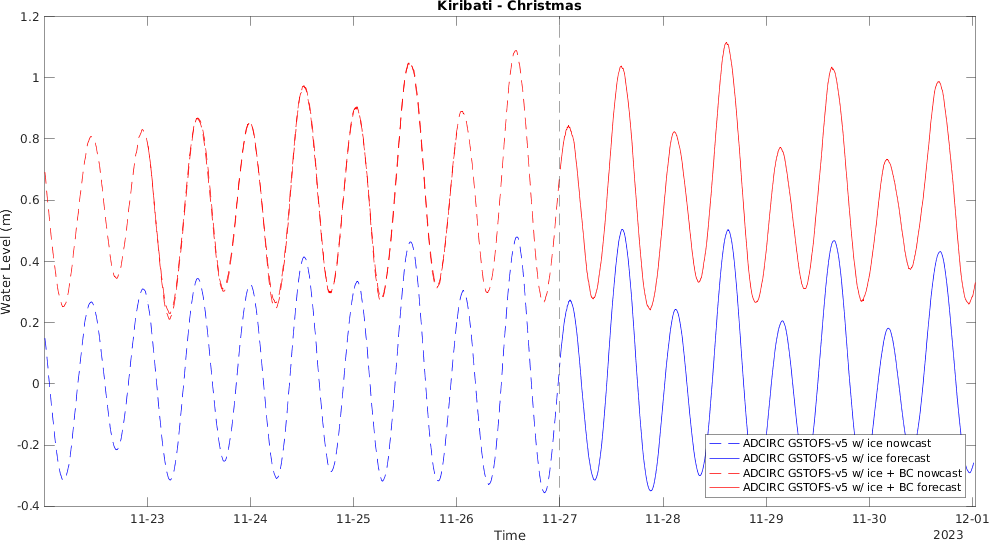 Kiribati - Christmas
1.2
1
0.8
0.6
0.4
0.2
0
-0.2
-0.4
Water Level (m)
ADCIRC GSTOFS-v5 w/ ice nowcast
ADCIRC GSTOFS-v5 w/ ice forecast
ADCIRC GSTOFS-v5 w/ ice + BC nowcast
ADCIRC GSTOFS-v5 w/ ice + BC forecast
11-23 11-24 11-25 11-26 11-27 11-28 11-29 11-30 12-01
Time
2023